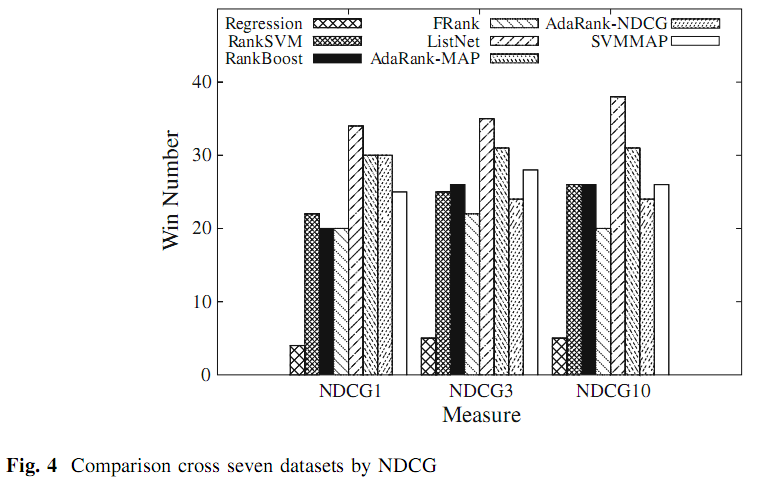 Regression
RankSVM
RankBoost
FRank
ListNet
AdaRank-MAP
AdaRank-NDCG
SVMMAP
40
30
20
10
0
Win Number
NDCG1 NDCG3 NDCG10
Measure
Fig. 4 Comparison cross seven datasets by NDCG